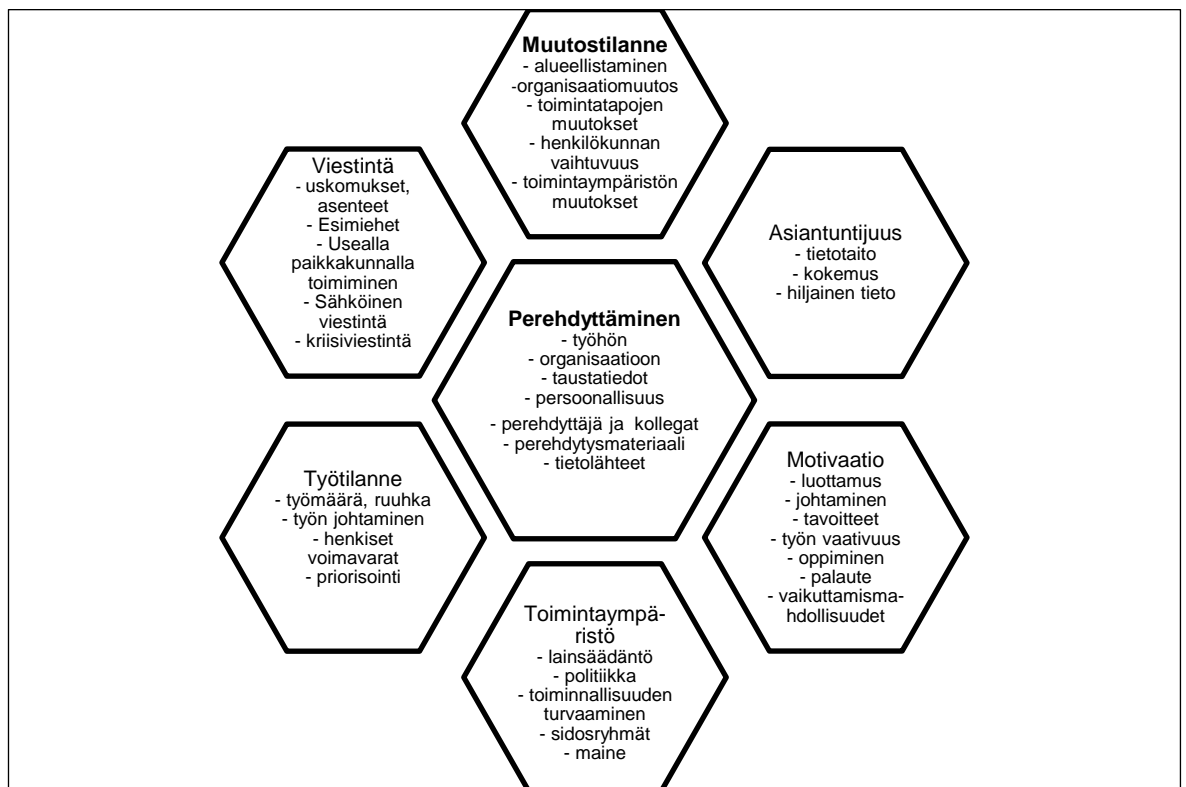 Muutostilanne
- alueellistaminen
-organisaatiomuutos
- toimintatapojen
muutokset
- henkilökunnan
vaihtuvuus
- toimintaympäristön
muutokset
Viestintä
- uskomukset,
asenteet
- Esimiehet
- Usealla
paikkakunnalla
toimiminen
- Sähköinen
viestintä
- kriisiviestintä
Asiantuntijuus
- tietotaito
- kokemus
- hiljainen tieto
Perehdyttäminen
- työhön
- organisaatioon
- taustatiedot
- persoonallisuus
- perehdyttäjä ja kollegat
- perehdytysmateriaali
- tietolähteet
Työtilanne
- työmäärä, ruuhka
- työn johtaminen
- henkiset
voimavarat
- priorisointi
Motivaatio
- luottamus
- johtaminen
- tavoitteet
- työn vaativuus
- oppiminen
- palaute
- vaikuttamisma-
hdollisuudet
Toimintaympä-
ristö
- lainsäädäntö
- politiikka
- toiminnallisuuden
turvaaminen
- sidosryhmät
- maine